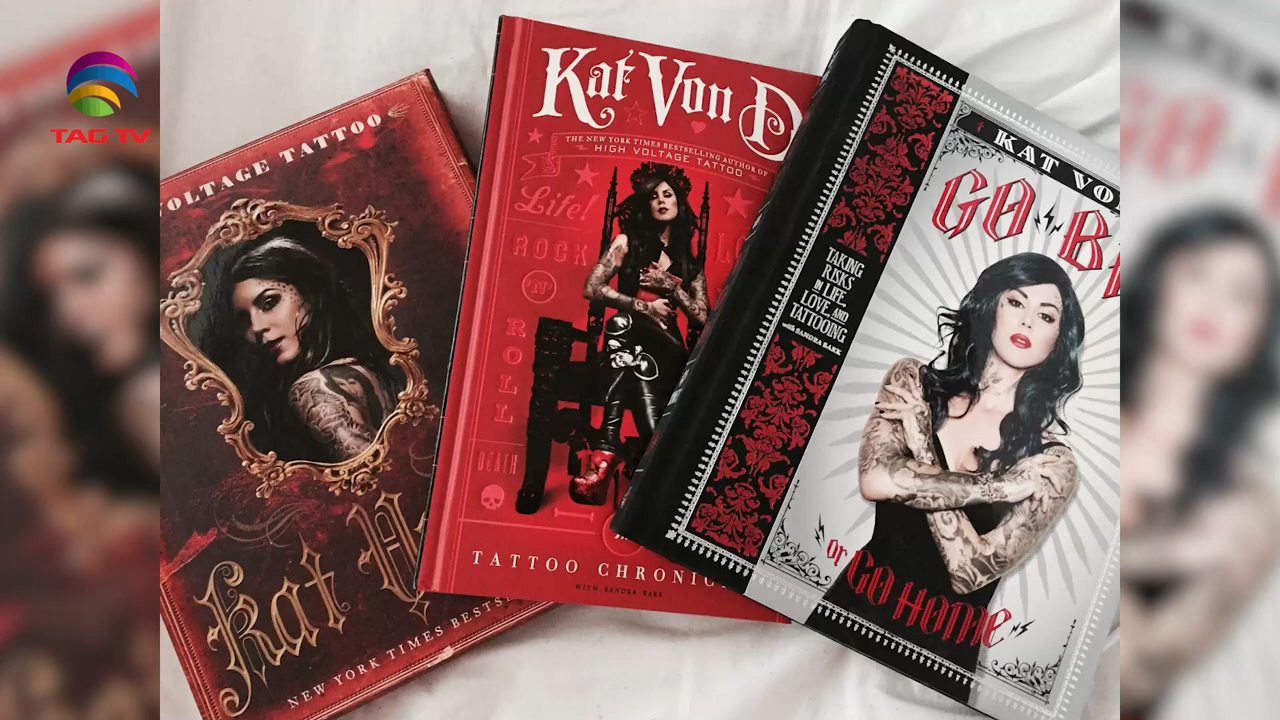 TAG TV
VOLTAGE TATTOO
Kat
NEW YORK TIMES
Kat Von D
THE NEW YORK TIMES BESTSELLING AUTHOR OF
HIGH VOLTAGE TATTOO
Life!
ROCK
'N'
ROLL
DEATH
TATTOO CHRONIC
WITH SANDRA BARK
KAT VO
GO B
TAKING
RISKS
IN LIFE,
LOVE, AND
TATTOOING
with SANDRA BARK
or GO HOME